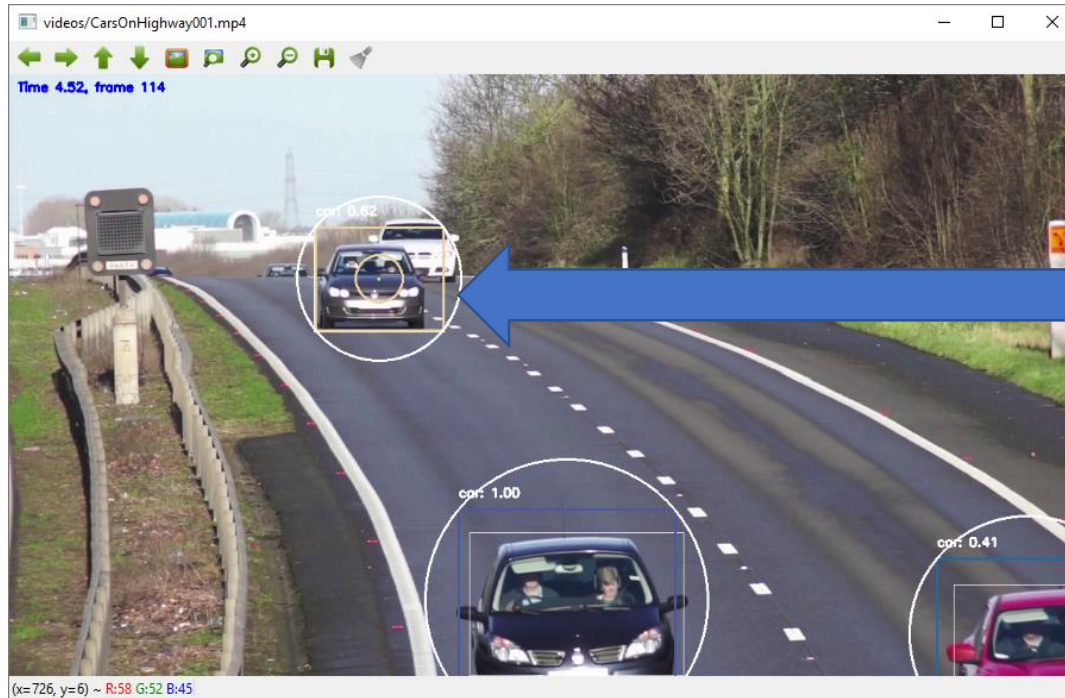 videos/CarsOnHighway001.mp4
Time 4.52, frame 114
car: 0.62
car: 1.00
car: 0.41
(x=726, y=6) ~ R:58 G:52 B:45